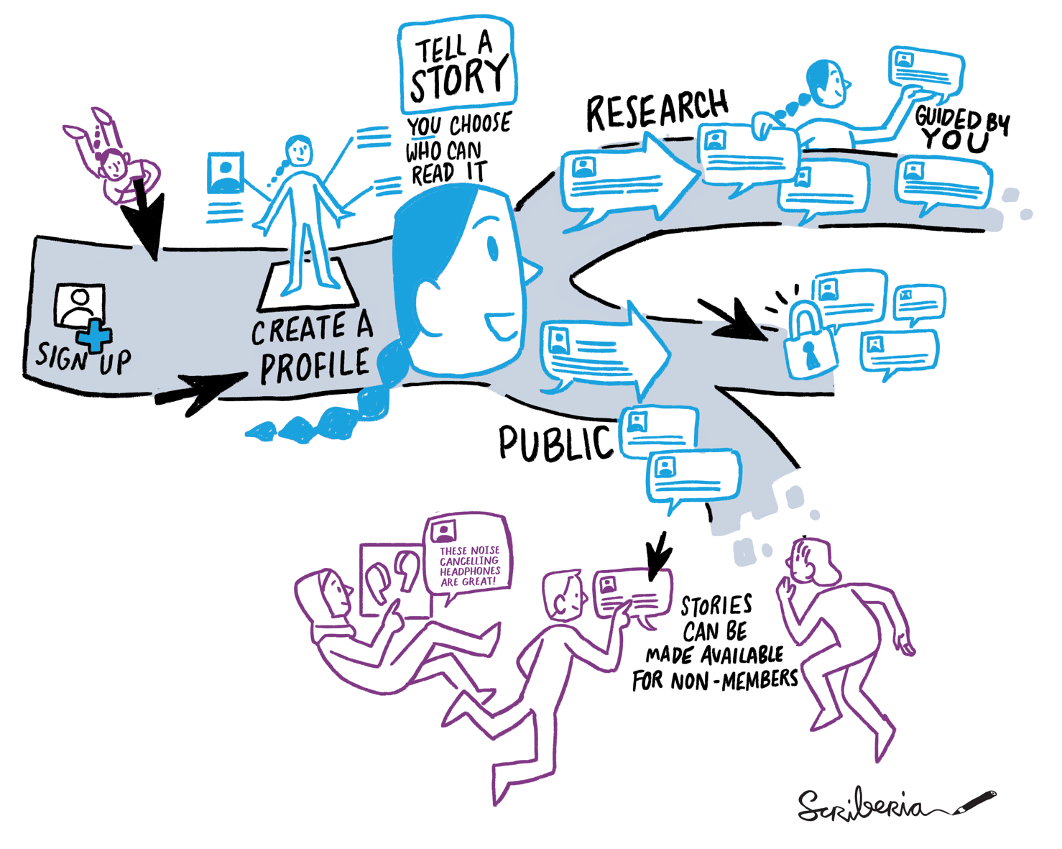 SIGN UP
CREATE A
PROFILE
TELL A
STORY
YOU CHOOSE
WHO CAN
READ IT
RESEARCH
GUIDED BY
YOU
PUBLIC
THESE NOISE
CANCELLING
HEADPHONES
ARE GREAT!
STORIES
CAN BE
MADE AVAILABLE
FOR NON-MEMBERS
Scriberia